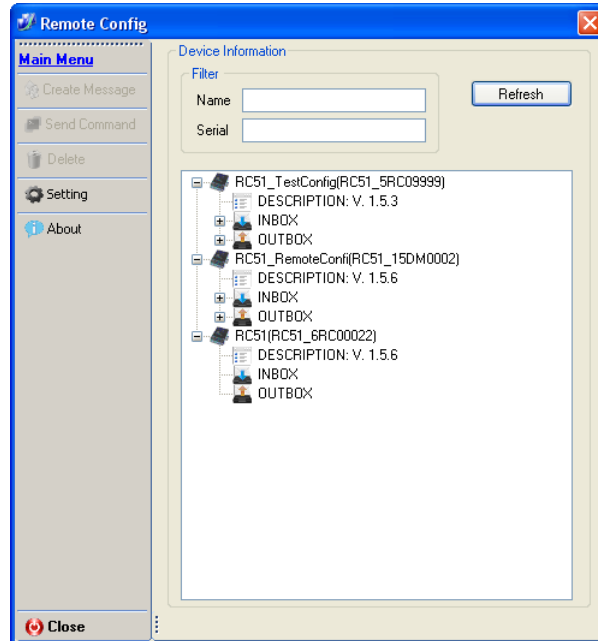 Remote Config
Main Menu
Create Message
Send Command
Delete
Setting
About
Close
Device Information
Filter
Name
Serial
Refresh
RC51_TestConfig(RC51_5RC09999)
DESCRIPTION: V. 1.5.3
INBOX
OUTBOX
RC51_RemoteConfi(RC51_15DM0002)
DESCRIPTION: V. 1.5.6
INBOX
OUTBOX
RC51(RC51_6RC00022)
DESCRIPTION: V. 1.5.6
INBOX
OUTBOX